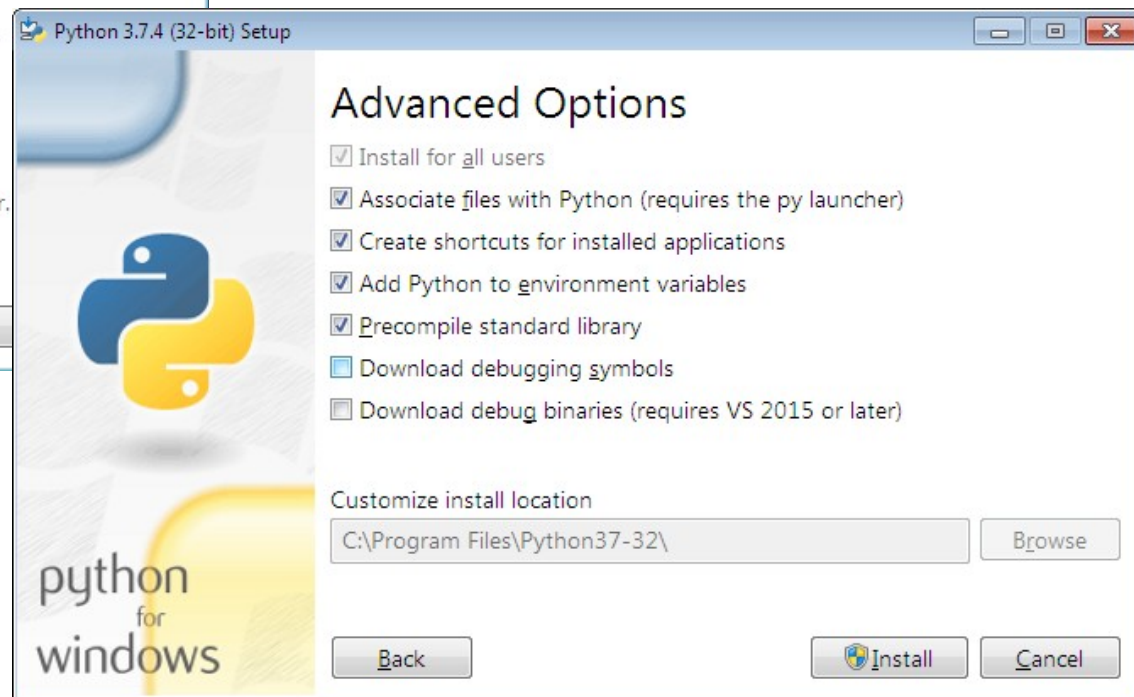 Python 3.7.4 (32-bit) Setup
Advanced Options
Install for all users
r.
Associate files with Python (requires the py launcher)
Create shortcuts for installed applications
Add Python to environment variables
Precompile standard library
Download debugging symbols
Download debug binaries (requires VS 2015 or later)
Customize install location
C:\Program Files\Python37-32\
Browse
python
for
windows
Back
Install
Cancel